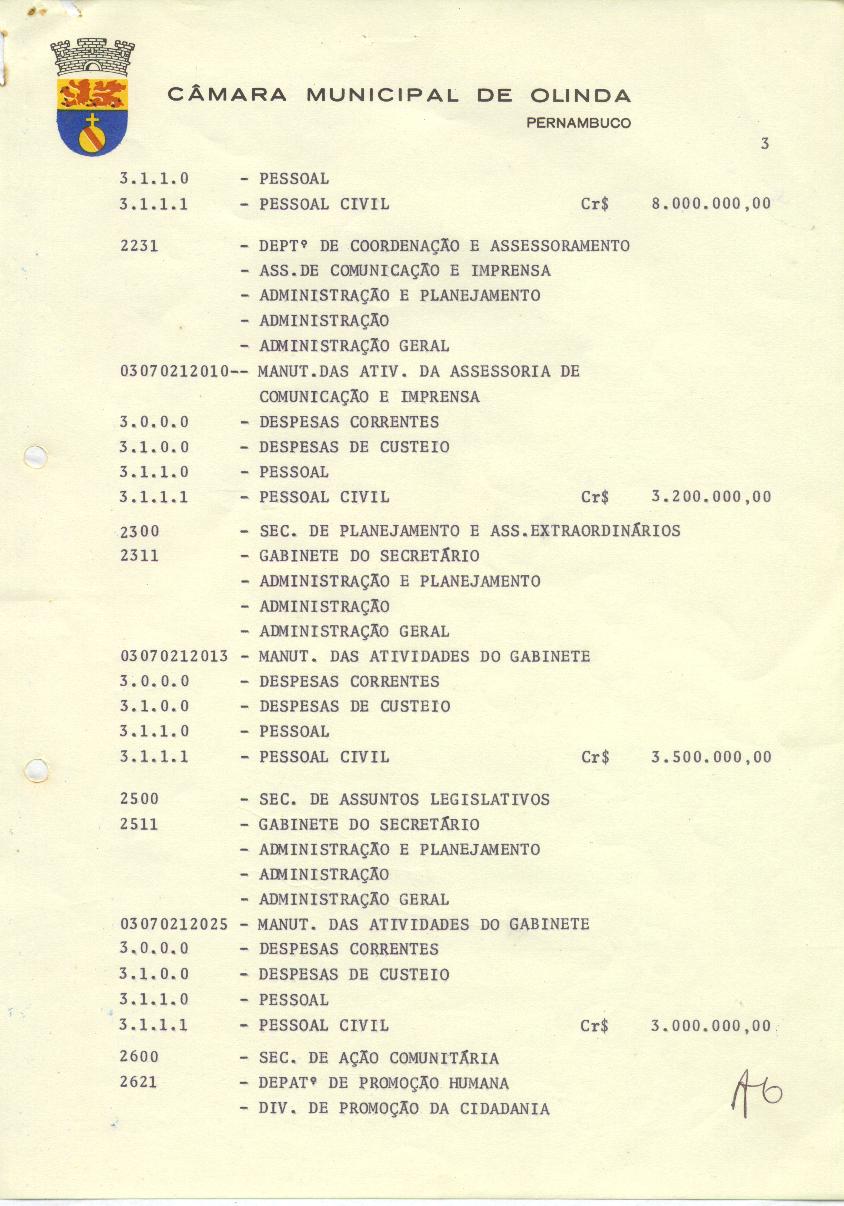 CÂMARA MUNICIPAL DE OLINDA
PERNAMBUCO
3
3.1.1.0 - PESSOAL
3.1.1.1 - PESSOAL CIVIL Cr$ 8.000.000,00
2231 - DEPTº DE COORDENAÇÃO E ASSESSORAMENTO
- ASS.DE COMUNICAÇÃO E IMPRENSA
- ADMINISTRAÇÃO E PLANEJAMENTO
- ADMINISTRAÇÃO
- ADMINISTRAÇÃO GERAL
03070212010-- MANUT.DAS ATIV. DA ASSESSORIA DE
COMUNICAÇÃO E IMPRENSA
3.0.0.0 - DESPESAS CORRENTES
3.1.0.0 - DESPESAS DE CUSTEIO
3.1.1.0 - PESSOAL
3.1.1.1 - PESSOAL CIVIL Cr$ 3.200.000,00
2300 - SEC. DE PLANEJAMENTO E ASS.EXTRAORDINÁRIOS
2311 - GABINETE DO SECRETÁRIO
- ADMINISTRAÇÃO E PLANEJAMENTO
- ADMINISTRAÇÃO
- ADMINISTRAÇÃO GERAL
03070212013 - MANUT. DAS ATIVIDADES DO GABINETE
3.0.0.0 - DESPESAS CORRENTES
3.1.0.0 - DESPESAS DE CUSTEIO
3.1.1.0 - PESSOAL
3.1.1.1 - PESSOAL CIVIL Cr$ 3.500.000,00
2500 - SEC. DE ASSUNTOS LEGISLATIVOS
2511 - GABINETE DO SECRETÁRIO
- ADMINISTRAÇÃO E PLANEJAMENTO
- ADMINISTRAÇÃO
- ADMINISTRAÇÃO GERAL
03070212025 - MANUT. DAS ATIVIDADES DO GABINETE
3.0.0.0 - DESPESAS CORRENTES
3.1.0.0 - DESPESAS DE CUSTEIO
3.1.1.0 - PESSOAL
3.1.1.1 - PESSOAL CIVIL Cr$ 3.000.000,00
2600 - SEC. DE AÇÃO COMUNITÁRIA
2621 - DEPATº DE PROMOÇÃO HUMANA
- DIV. DE PROMOÇÃO DA CIDADANIA